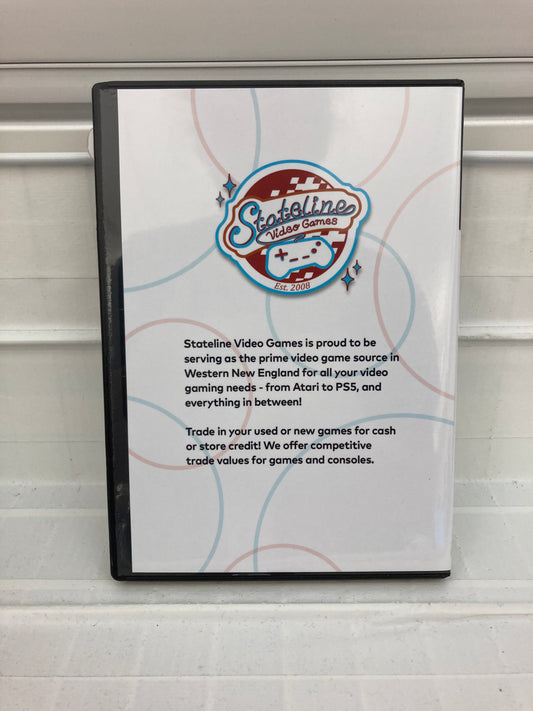 Stateline
Video Games
Est. 2008
Stateline Video Games is proud to be
serving as the prime video game source in
Western New England for all your video
gaming needs - from Atari to PS5, and
everything in between!
Trade in your used or new games for cash
or store credit! We offer competitive
trade values for games and consoles.